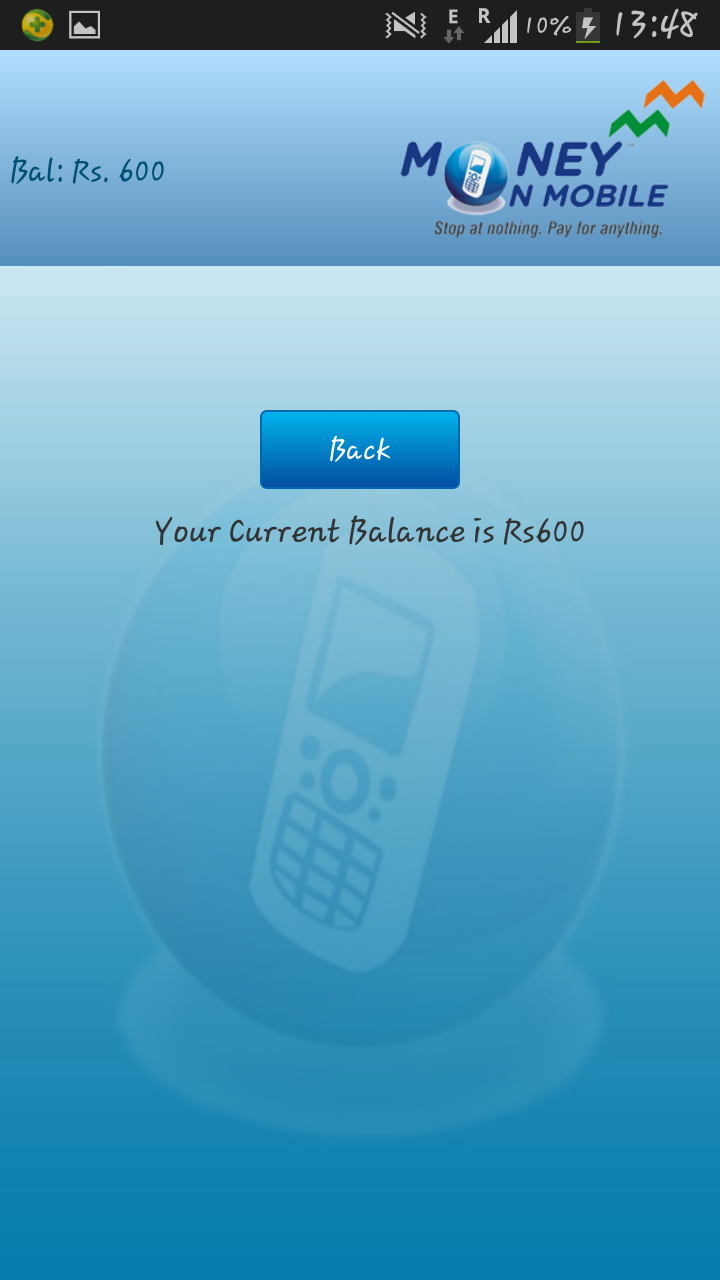 E R 10% 13:48
Bal: Rs. 600
MONEY
ON MOBILE
Stop at nothing. Pay for anything.
Back
Your Current Balance is Rs600